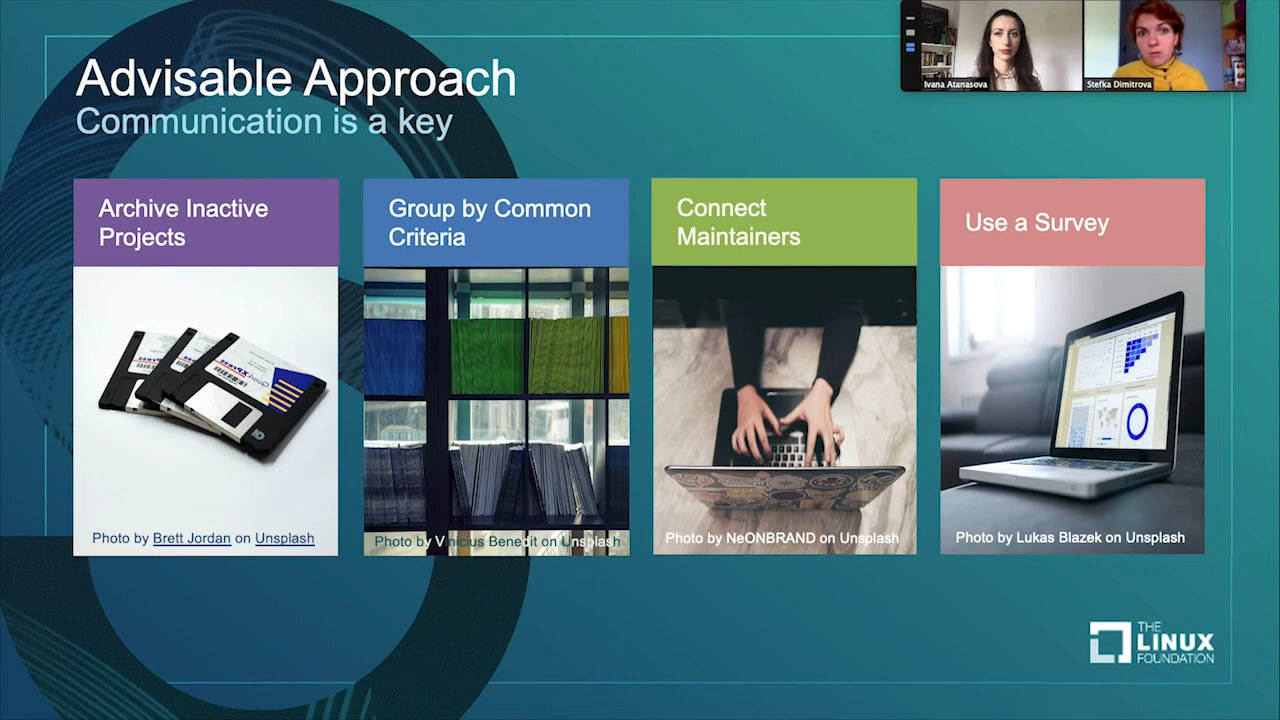 Advisable Approach
Communication is a key
Ivana Atanasova
Stefka Dimitrova
Archive Inactive
Projects
Group by Common
Criteria
Connect
Maintainers
Use a Survey
Photo by Brett Jordan on Unsplash
Photo by Vinicius Benedit on Unsplash
Photo by NeONBRAND on Unsplash
Photo by Lukas Blazek on Unsplash
THE
LINUX
FOUNDATION